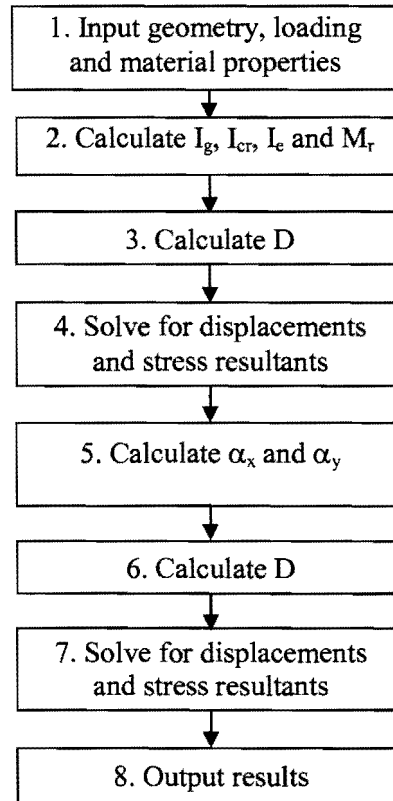 1. Input geometry, loading
and material properties
2. Calculate I_g, I_cr, I_e and M_r
3. Calculate D
4. Solve for displacements
and stress resultants
5. Calculate α_x and α_y
6. Calculate D
7. Solve for displacements
and stress resultants
8. Output results